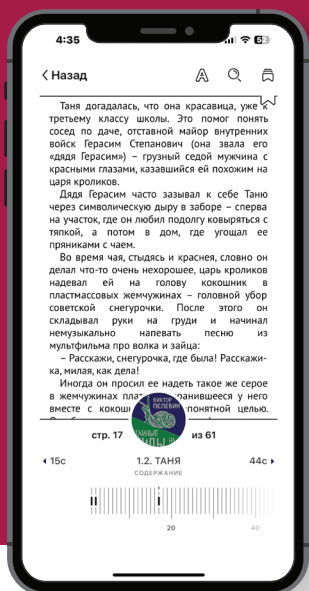 4:35
Назад
Таня догадалась, что она красавица, уже к
третьему классу школы. Это помог понять
сосед по даче, отставной майор внутренних
войск Герасим Степанович (она звала его
«дядя Герасим») – грузный седой мужчина с
красными глазами, казавшийся ей похожим на
царя кроликов.
Дядя Герасим часто зазывал к себе Таню
через символическую дыру в заборе – сперва
на участок, где он любил подолгу ковыряться с
тяпкой, а потом в дом, где угощал ее
пряниками с чаем.
Во время чая, стыдясь и краснея, словно он
делал что-то очень нехорошее, царь кроликов
надевал ей на голову кокошник в
пластмассовых жемчужинах – головной убор
советской снегурочки. После этого он
складывал руки на груди и начинал
немузыкально напевать песню из
мультфильма про волка и зайца:
– Расскажи, снегурочка, где была! Расскажи-
ка, милая, как дела!
Иногда он просил ее надеть такое же серое
в жемчужинах
вместе с
понятной целью.
ВИКТОР
ПЕЛЕВИН
ТАЙНЫЕ
стр. 17
из 61
15с
1.2. ТАНЯ
44с
СОДЕРЖАНИЕ
20
40